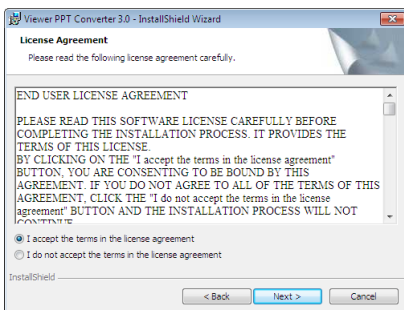 Viewer PPT Converter 3.0 - InstallShield Wizard
License Agreement
Please read the following license agreement carefully.
END USER LICENSE AGREEMENT
PLEASE READ THIS SOFTWARE LICENSE CAREFULLY BEFORE
COMPLETING THE INSTALLATION PROCESS. IT PROVIDES THE
TERMS OF THIS LICENSE.
BY CLICKING ON THE "I accept the terms in the license agreement"
BUTTON, YOU ARE CONSENTING TO BE BOUND BY THIS
AGREEMENT. IF YOU DO NOT AGREE TO ALL OF THE TERMS OF THIS
AGREEMENT, CLICK THE "I do not accept the terms in the license
agreement" BUTTON AND THE INSTALLATION PROCESS WILL NOT
CONTINUE
I accept the terms in the license agreement
I do not accept the terms in the license agreement
InstallShield
< Back
Next >
Cancel